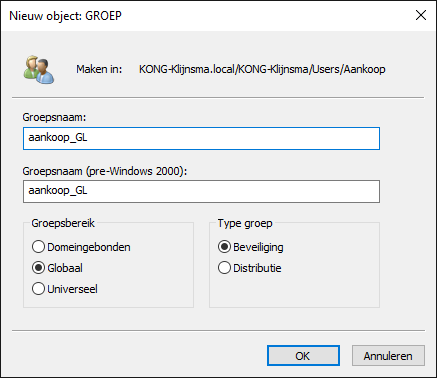 Nieuw object: GROEP
Maken in: KONG-Klijnsma.local/KONG-Klijnsma/Users/Aankoop
Groepsnaam:
aankoop_GL
Groepsnaam (pre-Windows 2000):
aankoop_GL
Groepsbereik
Domeingebonden
Globaal
Universeel
Type groep
Beveiliging
Distributie
OK
Annuleren